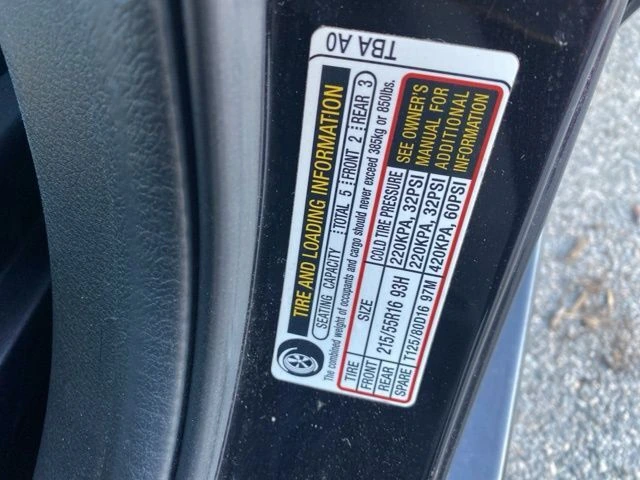 TBA A0
TIRE AND LOADING INFORMATION
SEATING CAPACITY TOTAL 5 FRONT 2 REAR 3
The combined weight of occupants and cargo should never exceed 385kg or 850lbs.
TIRE SIZE COLD TIRE PRESSURE
FRONT 215/55R16 93H 220KPA, 32PSI
REAR 220KPA, 32PSI
SPARE T125/80D16 97M 420KPA, 60PSI
SEE OWNER'S
MANUAL FOR
ADDITIONAL
INFORMATION